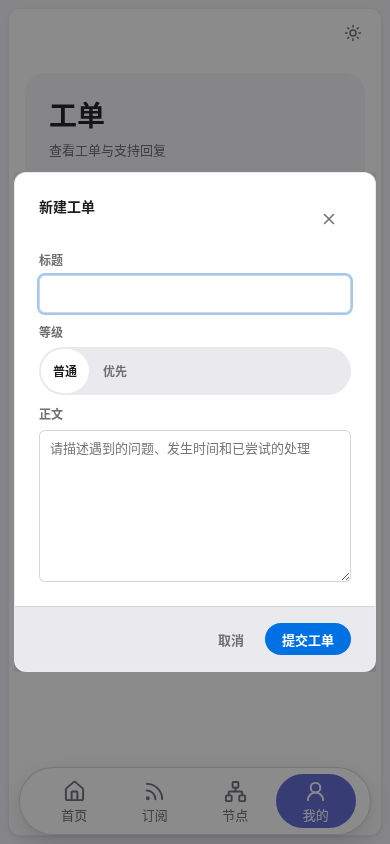 工单
查看工单与支持回复
新建工单
标题
等级
普通 优先
正文
请描述遇到的问题、发生时间和已尝试的处理
取消 提交工单
首页 订阅 节点 我的